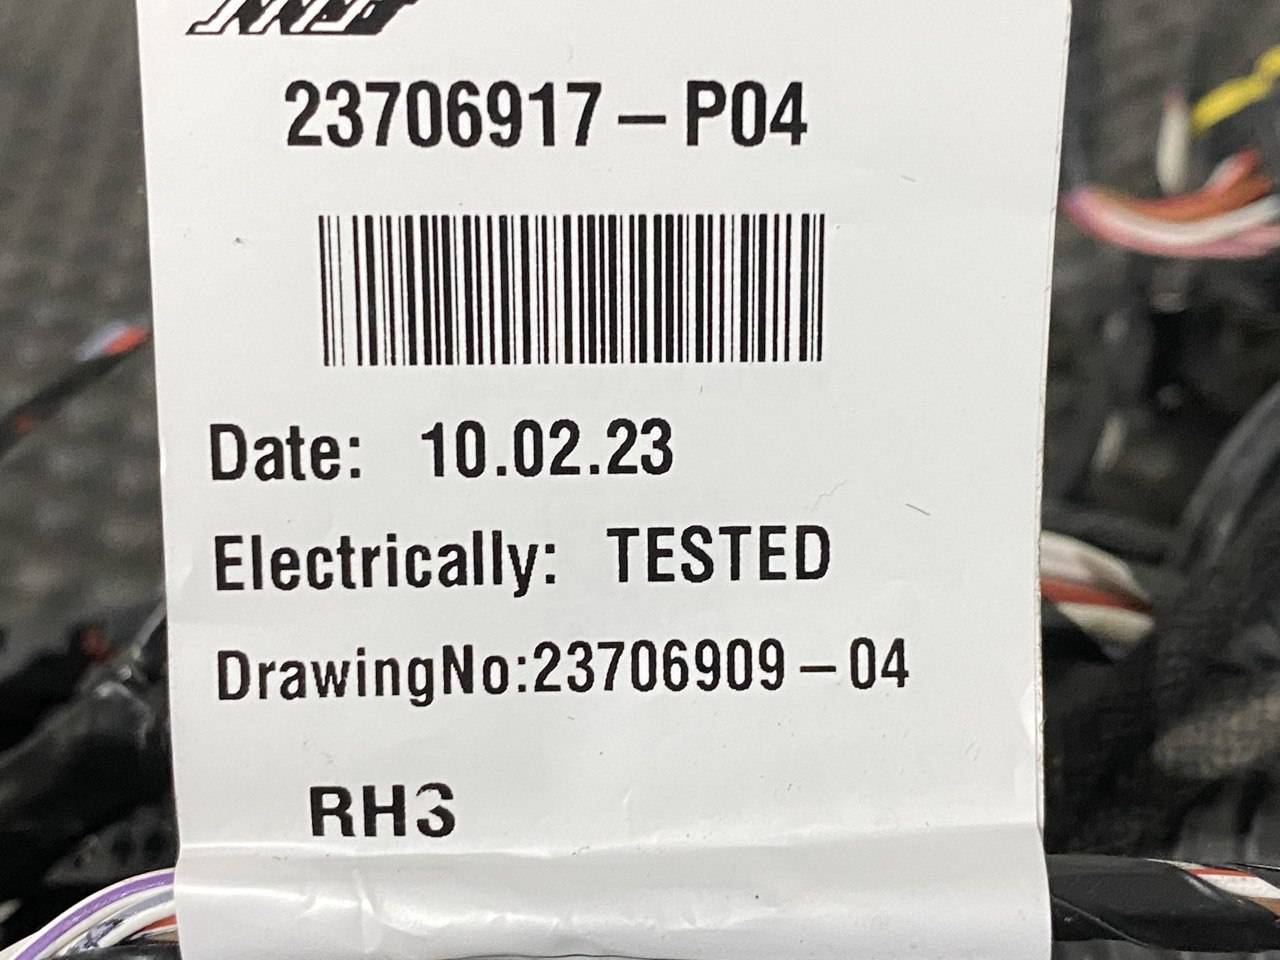 23706917-P04
Date: 10.02.23
Electrically: TESTED
DrawingNo:23706909-04
RH3